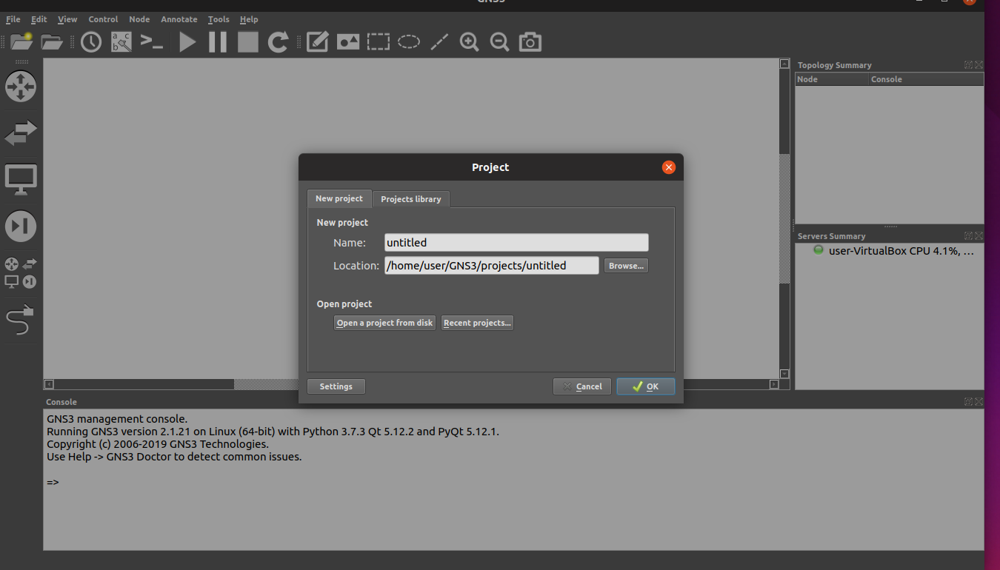 GNS3
File Edit View Control Node Annotate Tools Help
Topology Summary
Node Console
Project
New project Projects library
New project
Name: untitled
Location: /home/user/GNS3/projects/untitled Browse...
Open project
Open a project from disk Recent projects...
Settings Cancel OK
Servers Summary
user-VirtualBox CPU 4.1%, ...
Console
GNS3 management console.
Running GNS3 version 2.1.21 on Linux (64-bit) with Python 3.7.3 Qt 5.12.2 and PyQt 5.12.1.
Copyright (c) 2006-2019 GNS3 Technologies.
Use Help -> GNS3 Doctor to detect common issues.
=>